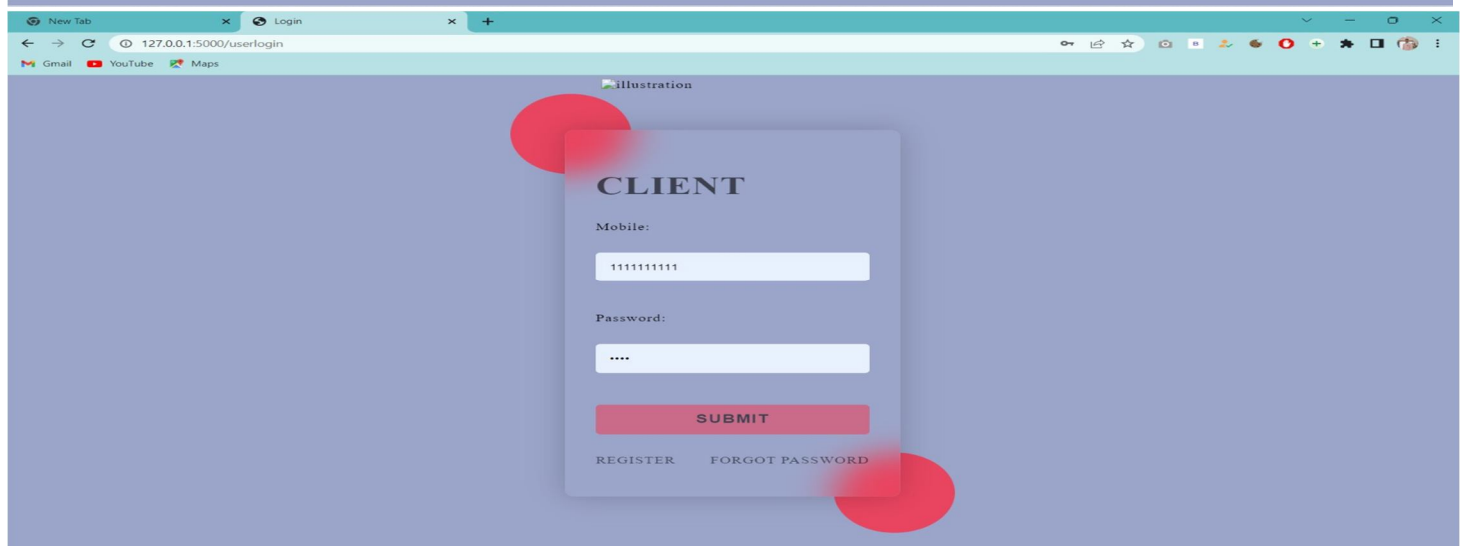 New Tab Login
127.0.0.1:5000/userlogin
Gmail YouTube Maps
illustration
CLIENT
Mobile:
1111111111
Password:
••••
SUBMIT
REGISTER FORGOT PASSWORD